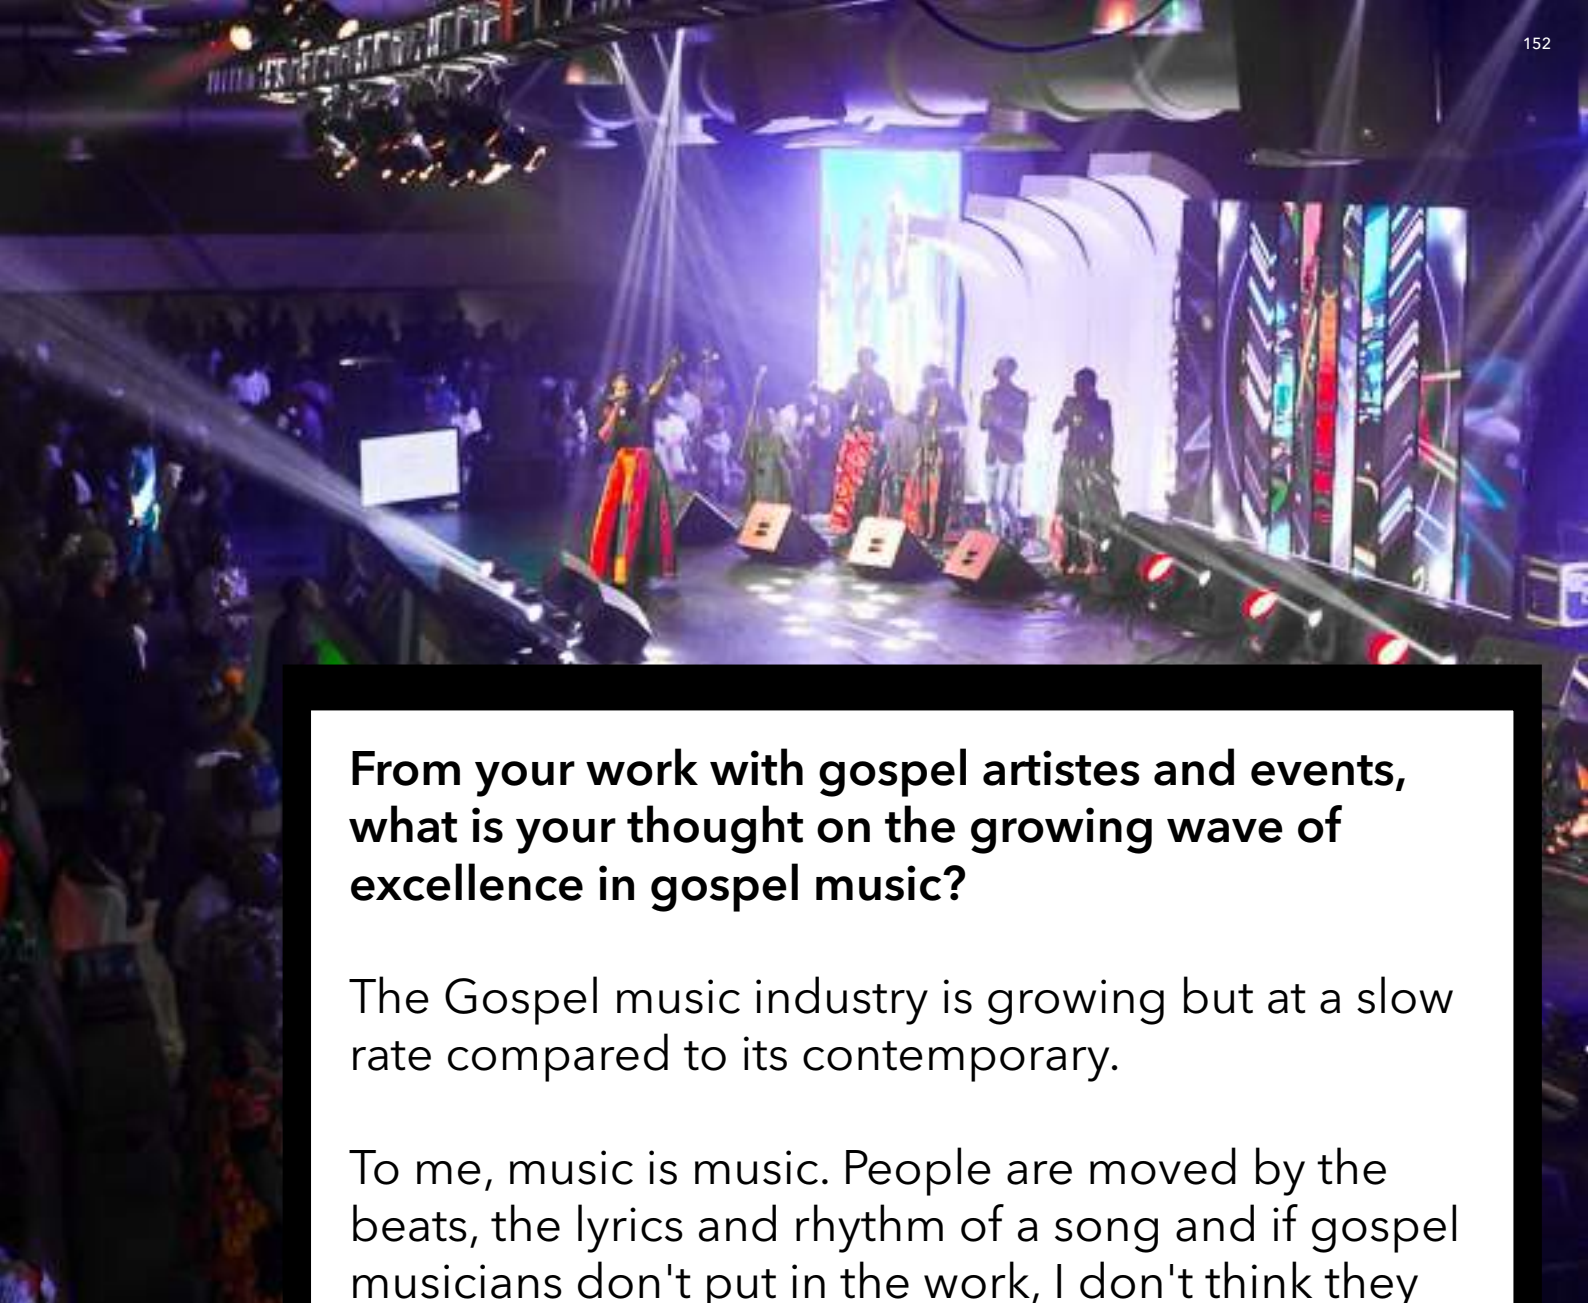 152
From your work with gospel artistes and events,
what is your thought on the growing wave of
excellence in gospel music?
The Gospel music industry is growing but at a slow
rate compared to its contemporary.
To me, music is music. People are moved by the
beats, the lyrics and rhythm of a song and if gospel
musicians don't put in the work, I don't think they